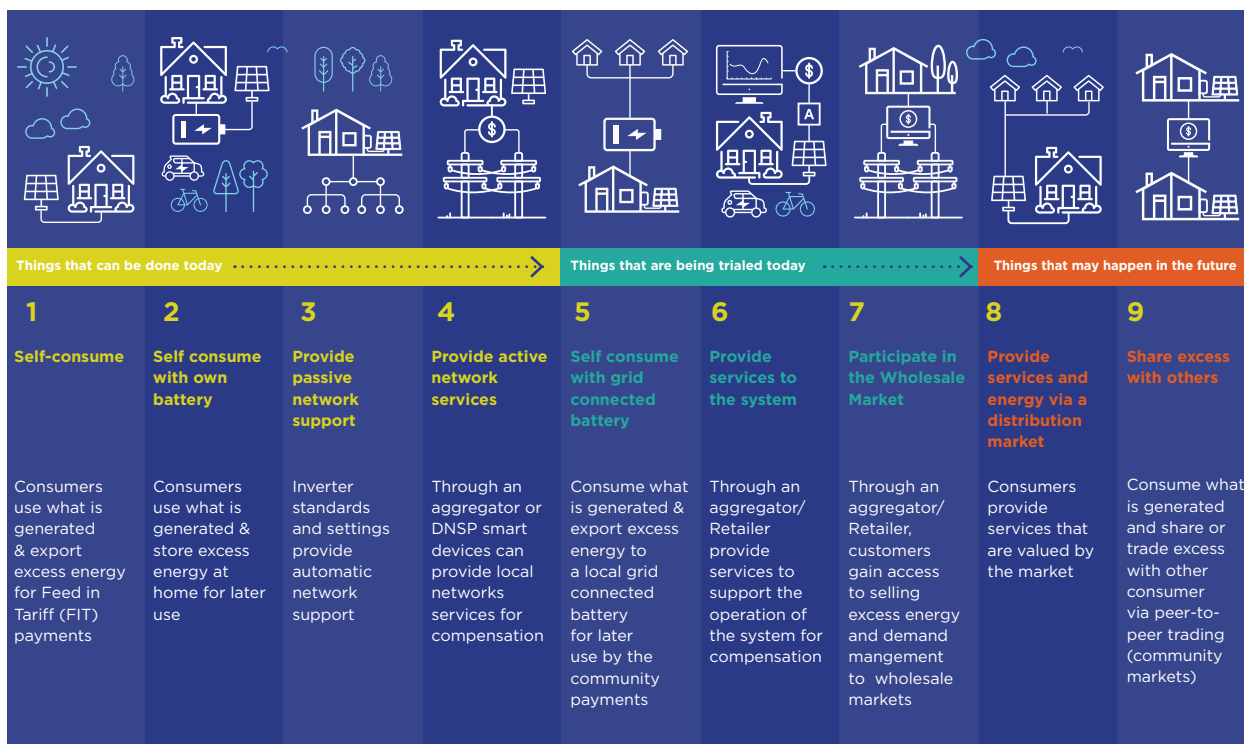 $
$
A
$
$
Things that can be done today
Things that are being trialed today
Things that may happen in the future
1
Self-consume
Consumers
use what is
generated
& export
excess energy
for Feed in
Tariff (FIT)
payments
2
Self consume
with own
battery
Consumers
use what is
generated &
store excess
energy at
home for later
use
3
Provide
passive
network
support
Inverter
standards
and settings
provide
automatic
network
support
4
Provide active
network
services
Through an
aggregator or
DNSP smart
devices can
provide local
networks
services for
compensation
5
Self consume
with grid
connected
battery
Consume what
is generated &
export excess
energy to
a local grid
connected
battery
for later
use by the
community
payments
6
Provide
services to
the system
Through an
aggregator/
Retailer
provide
services to
support the
operation of
the system for
compensation
7
Participate in
the Wholesale
Market
Through an
aggregator/
Retailer,
customers
gain access
to selling
excess energy
and demand
mangement
to wholesale
markets
8
Provide
services and
energy via a
distribution
market
Consumers
provide
services that
are valued by
the market
9
Share excess
with others
Consume what
is generated
and share or
trade excess
with other
consumer
via peer-to-
peer trading
(community
markets)